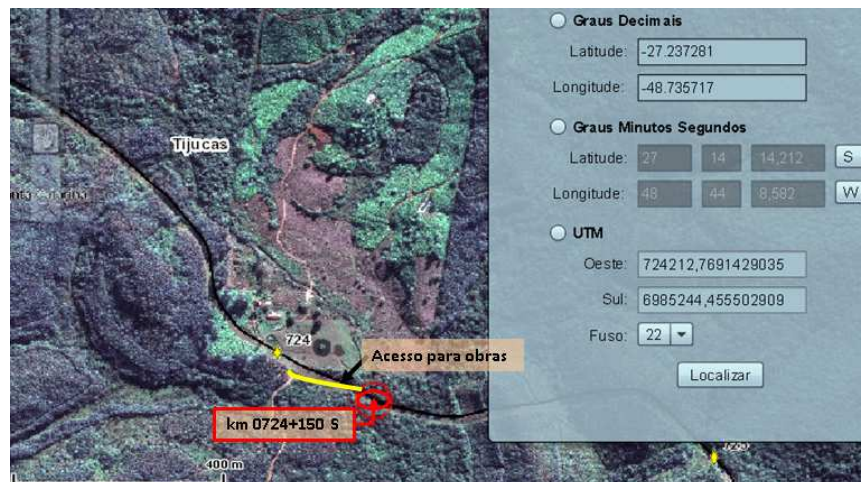 Graus Decimais
Latitude: -27.237281
Longitude: -48.735717
Graus Minutos Segundos
Latitude: 27 14 14,212 S
Longitude: 48 44 8,582 W
UTM
Oeste: 724212,7691429035
Sul: 6985244,455502909
Fuso: 22
Localizar
Tijucas
724
Acesso para obras
km 0724+150 S
400 m